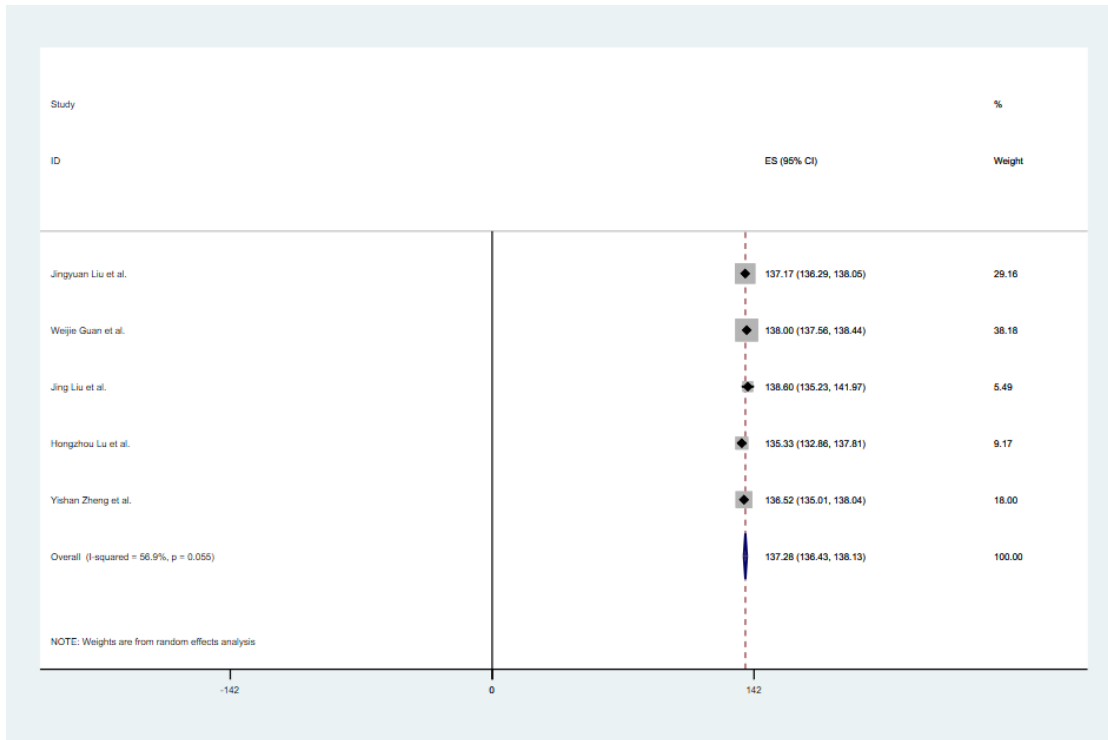 Study %
ID ES (95% CI) Weight
Jingyuan Liu et al. 137.17 (136.29, 138.05) 29.16
Weijie Guan et al. 138.00 (137.56, 138.44) 38.18
Jing Liu et al. 138.60 (135.23, 141.97) 5.49
Hongzhou Lu et al. 135.33 (132.86, 137.81) 9.17
Yishan Zheng et al. 136.52 (135.01, 138.04) 18.00
Overall (I-squared = 56.9%, p = 0.055) 137.28 (136.43, 138.13) 100.00
NOTE: Weights are from random effects analysis
-142 0 142